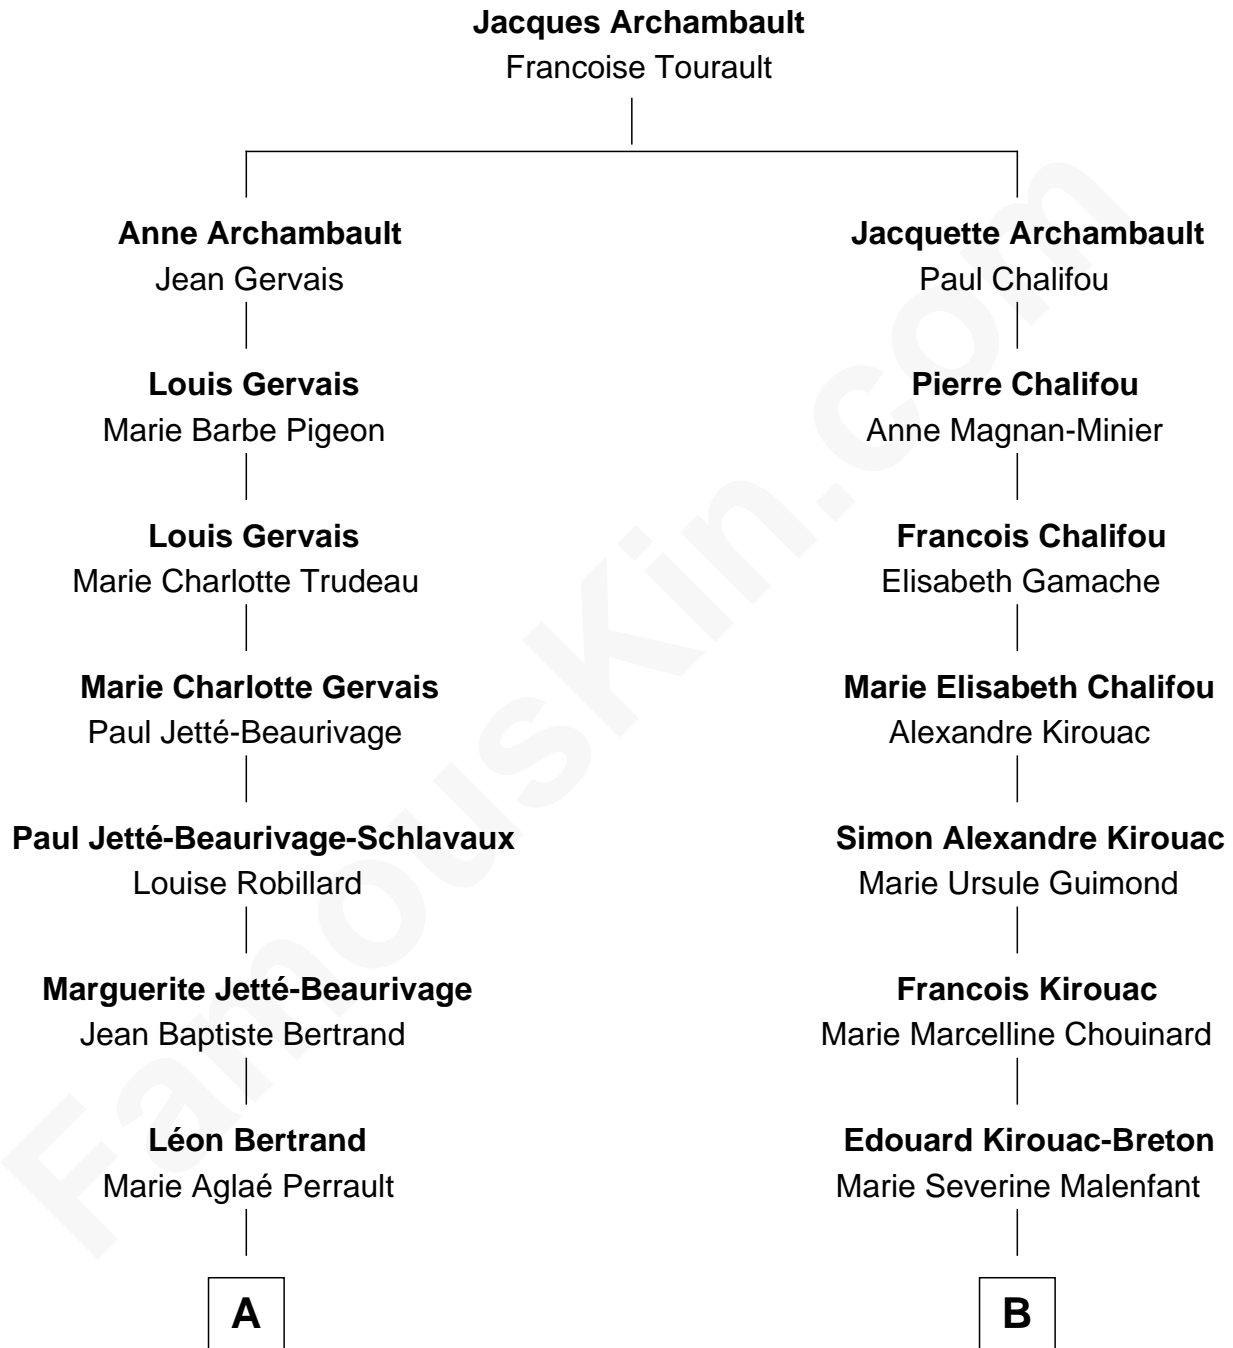 Jacques Archambault
Francoise Tourault
Anne Archambault
Jean Gervais
Louis Gervais
Marie Barbe Pigeon
Louis Gervais
Marie Charlotte Trudeau
Marie Charlotte Gervais
Paul Jetté-Beaurivage
Paul Jetté-Beaurivage-Schlavaux
Louise Robillard
Marguerite Jetté-Beaurivage
Jean Baptiste Bertrand
Léon Bertrand
Marie Aglaé Perrault
A
Jacquette Archambault
Paul Chalifou
Pierre Chalifou
Anne Magnan-Minier
Francois Chalifou
Elisabeth Gamache
Marie Elisabeth Chalifou
Alexandre Kirouac
Simon Alexandre Kirouac
Marie Ursule Guimond
Francois Kirouac
Marie Marcelline Chouinard
Edouard Kirouac-Breton
Marie Severine Malenfant
B
FamousKin.com